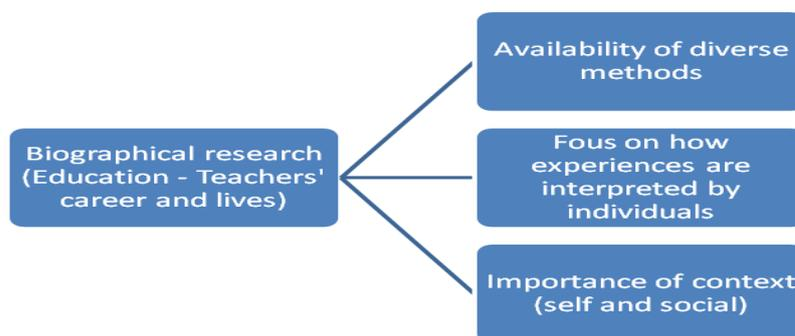 Biographical research
(Education - Teachers'
career and lives)
Availability of diverse
methods
Fous on how
experiences are
interpreted by
individuals
Importance of context
(self and social)